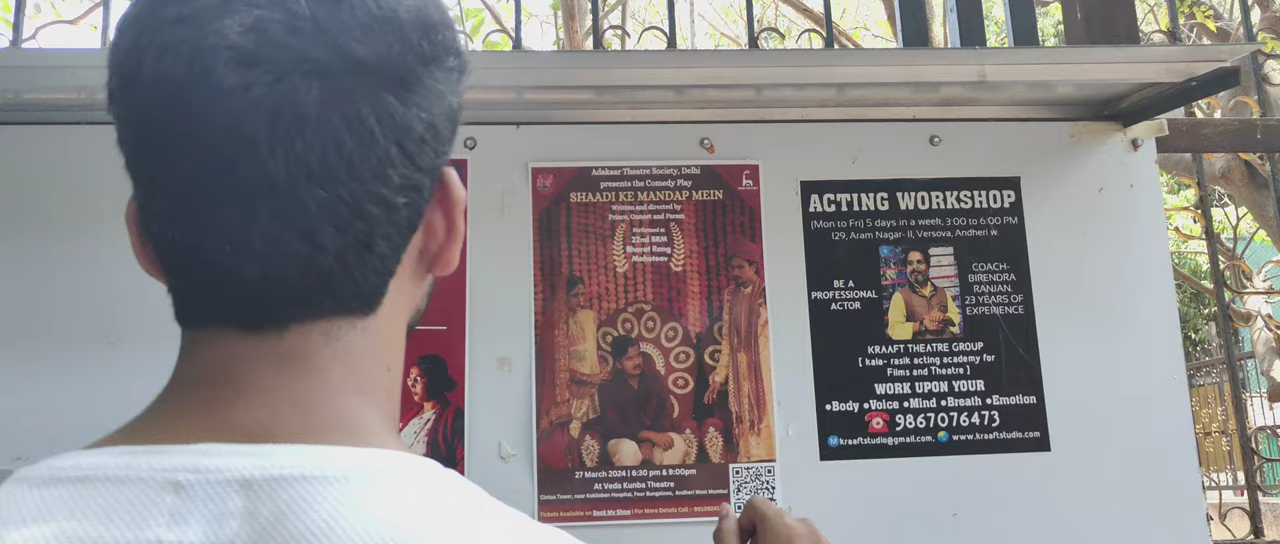 Adakaar Theatre Society, Delhi
presents the Comedy Play
SHAADI KE MANDAP MEIN
Written and directed by
Prince, Guneet and Param
Performed at
22nd BRM
Bharat Rang
Mahotsav
27 March 2024 | 6:30 pm & 9:00pm
At Veda Kunba Theatre
Cintaa Tower, near Kokilaben Hospital, Four Bungalows, Andheri West Mumbai
Tickets Available on Book My Show | For More Details Call :-
ACTING WORKSHOP
(Mon to Fri) 5 days in a week, 3:00 to 6:00 PM
129, Aram Nagar- II, Versova, Andheri w.
BE A
PROFESSIONAL
ACTOR
COACH-
BIRENDRA
RANJAN.
23 YEARS OF
EXPERIENCE
KRAAFT THEATRE GROUP
[ kala- rasik acting academy for
Films and Theatre ]
WORK UPON YOUR
•Body •Voice •Mind •Breath •Emotion
9867076473
kraaftstudio@gmail.com, www.kraaftstudio.com